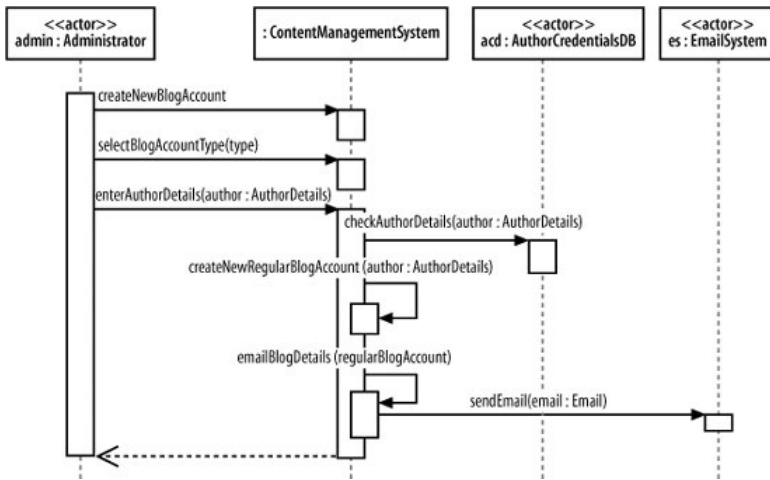 <<actor>>
admin : Administrator
: ContentManagementSystem
<<actor>>
acd : AuthorCredentialsDB
<<actor>>
es : EmailSystem
createNewBlogAccount
selectBlogAccountType(type)
enterAuthorDetails(author : AuthorDetails)
checkAuthorDetails(author : AuthorDetails)
createNewRegularBlogAccount (author : AuthorDetails)
emailBlogDetails (regularBlogAccount)
sendEmail(email : Email)